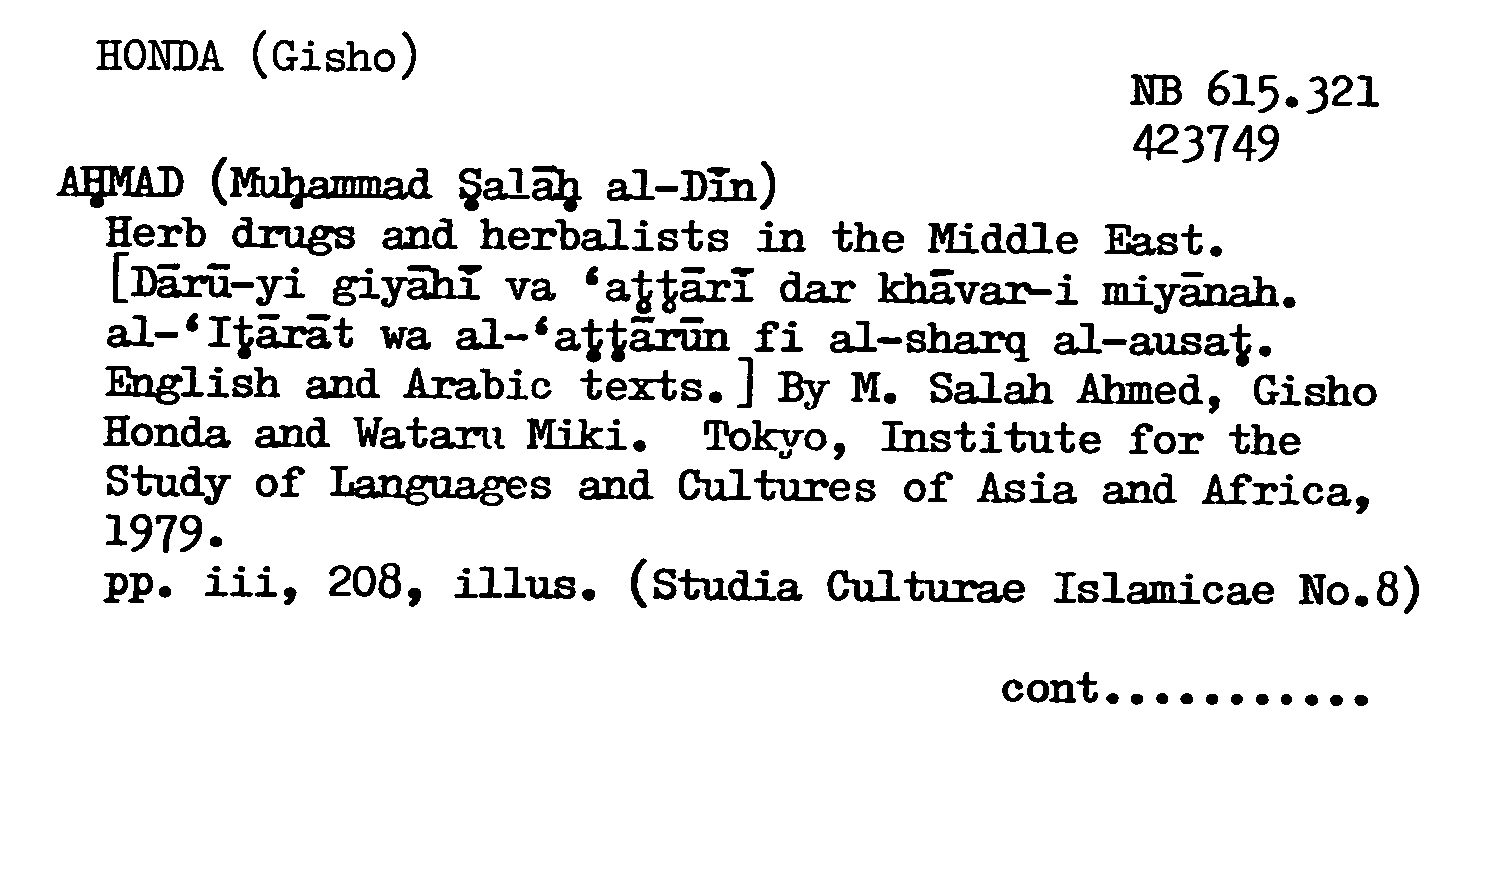 HONDA (Gisho)
NB 615.321
423749
AḤMAD (Muḥammad Ṣalāḥ al-Dīn)
Herb drugs and herbalists in the Middle East.
[Dārū-yi giyāhī va ‘aṭṭārī dar khāvar-i miyānah.
al-‘Iṭārāt wa al-‘aṭṭārūn fi al-sharq al-ausaṭ.
English and Arabic texts.] By M. Salah Ahmed, Gisho
Honda and Wataru Miki. Tokyo, Institute for the
Study of Languages and Cultures of Asia and Africa,
1979.
pp. iii, 208, illus. (Studia Culturae Islamicae No.8)
cont...........